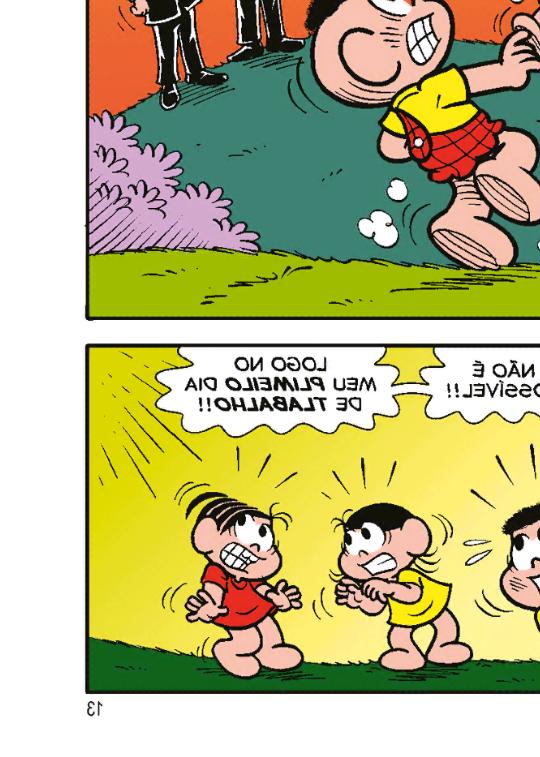 NÃO É
OSSÍVEL!!
LOGO NO
MEU PLIMEILO DIA
DE TLABALHO!!
13